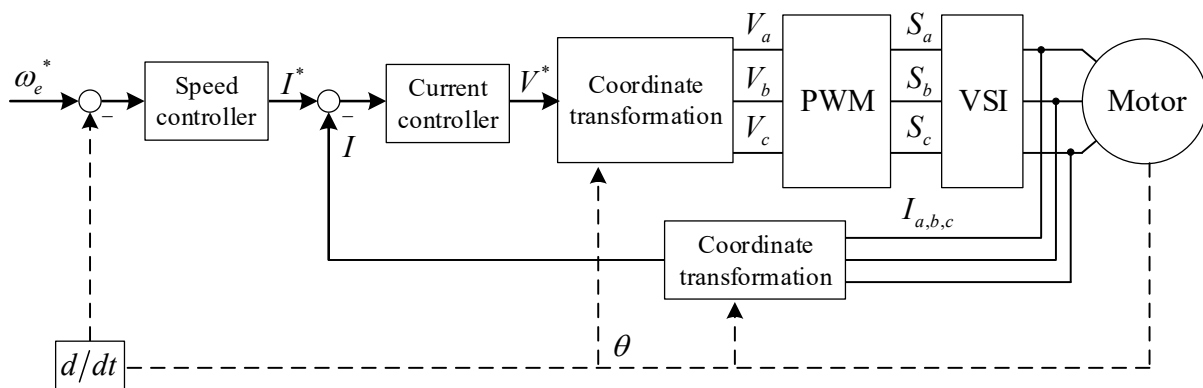 ω_e^*
−
Speed
controller
I^*
−
I
Current
controller
V^*
Coordinate
transformation
V_a
V_b
V_c
PWM
S_a
S_b
S_c
VSI
Motor
I_{a,b,c}
Coordinate
transformation
θ
d/dt